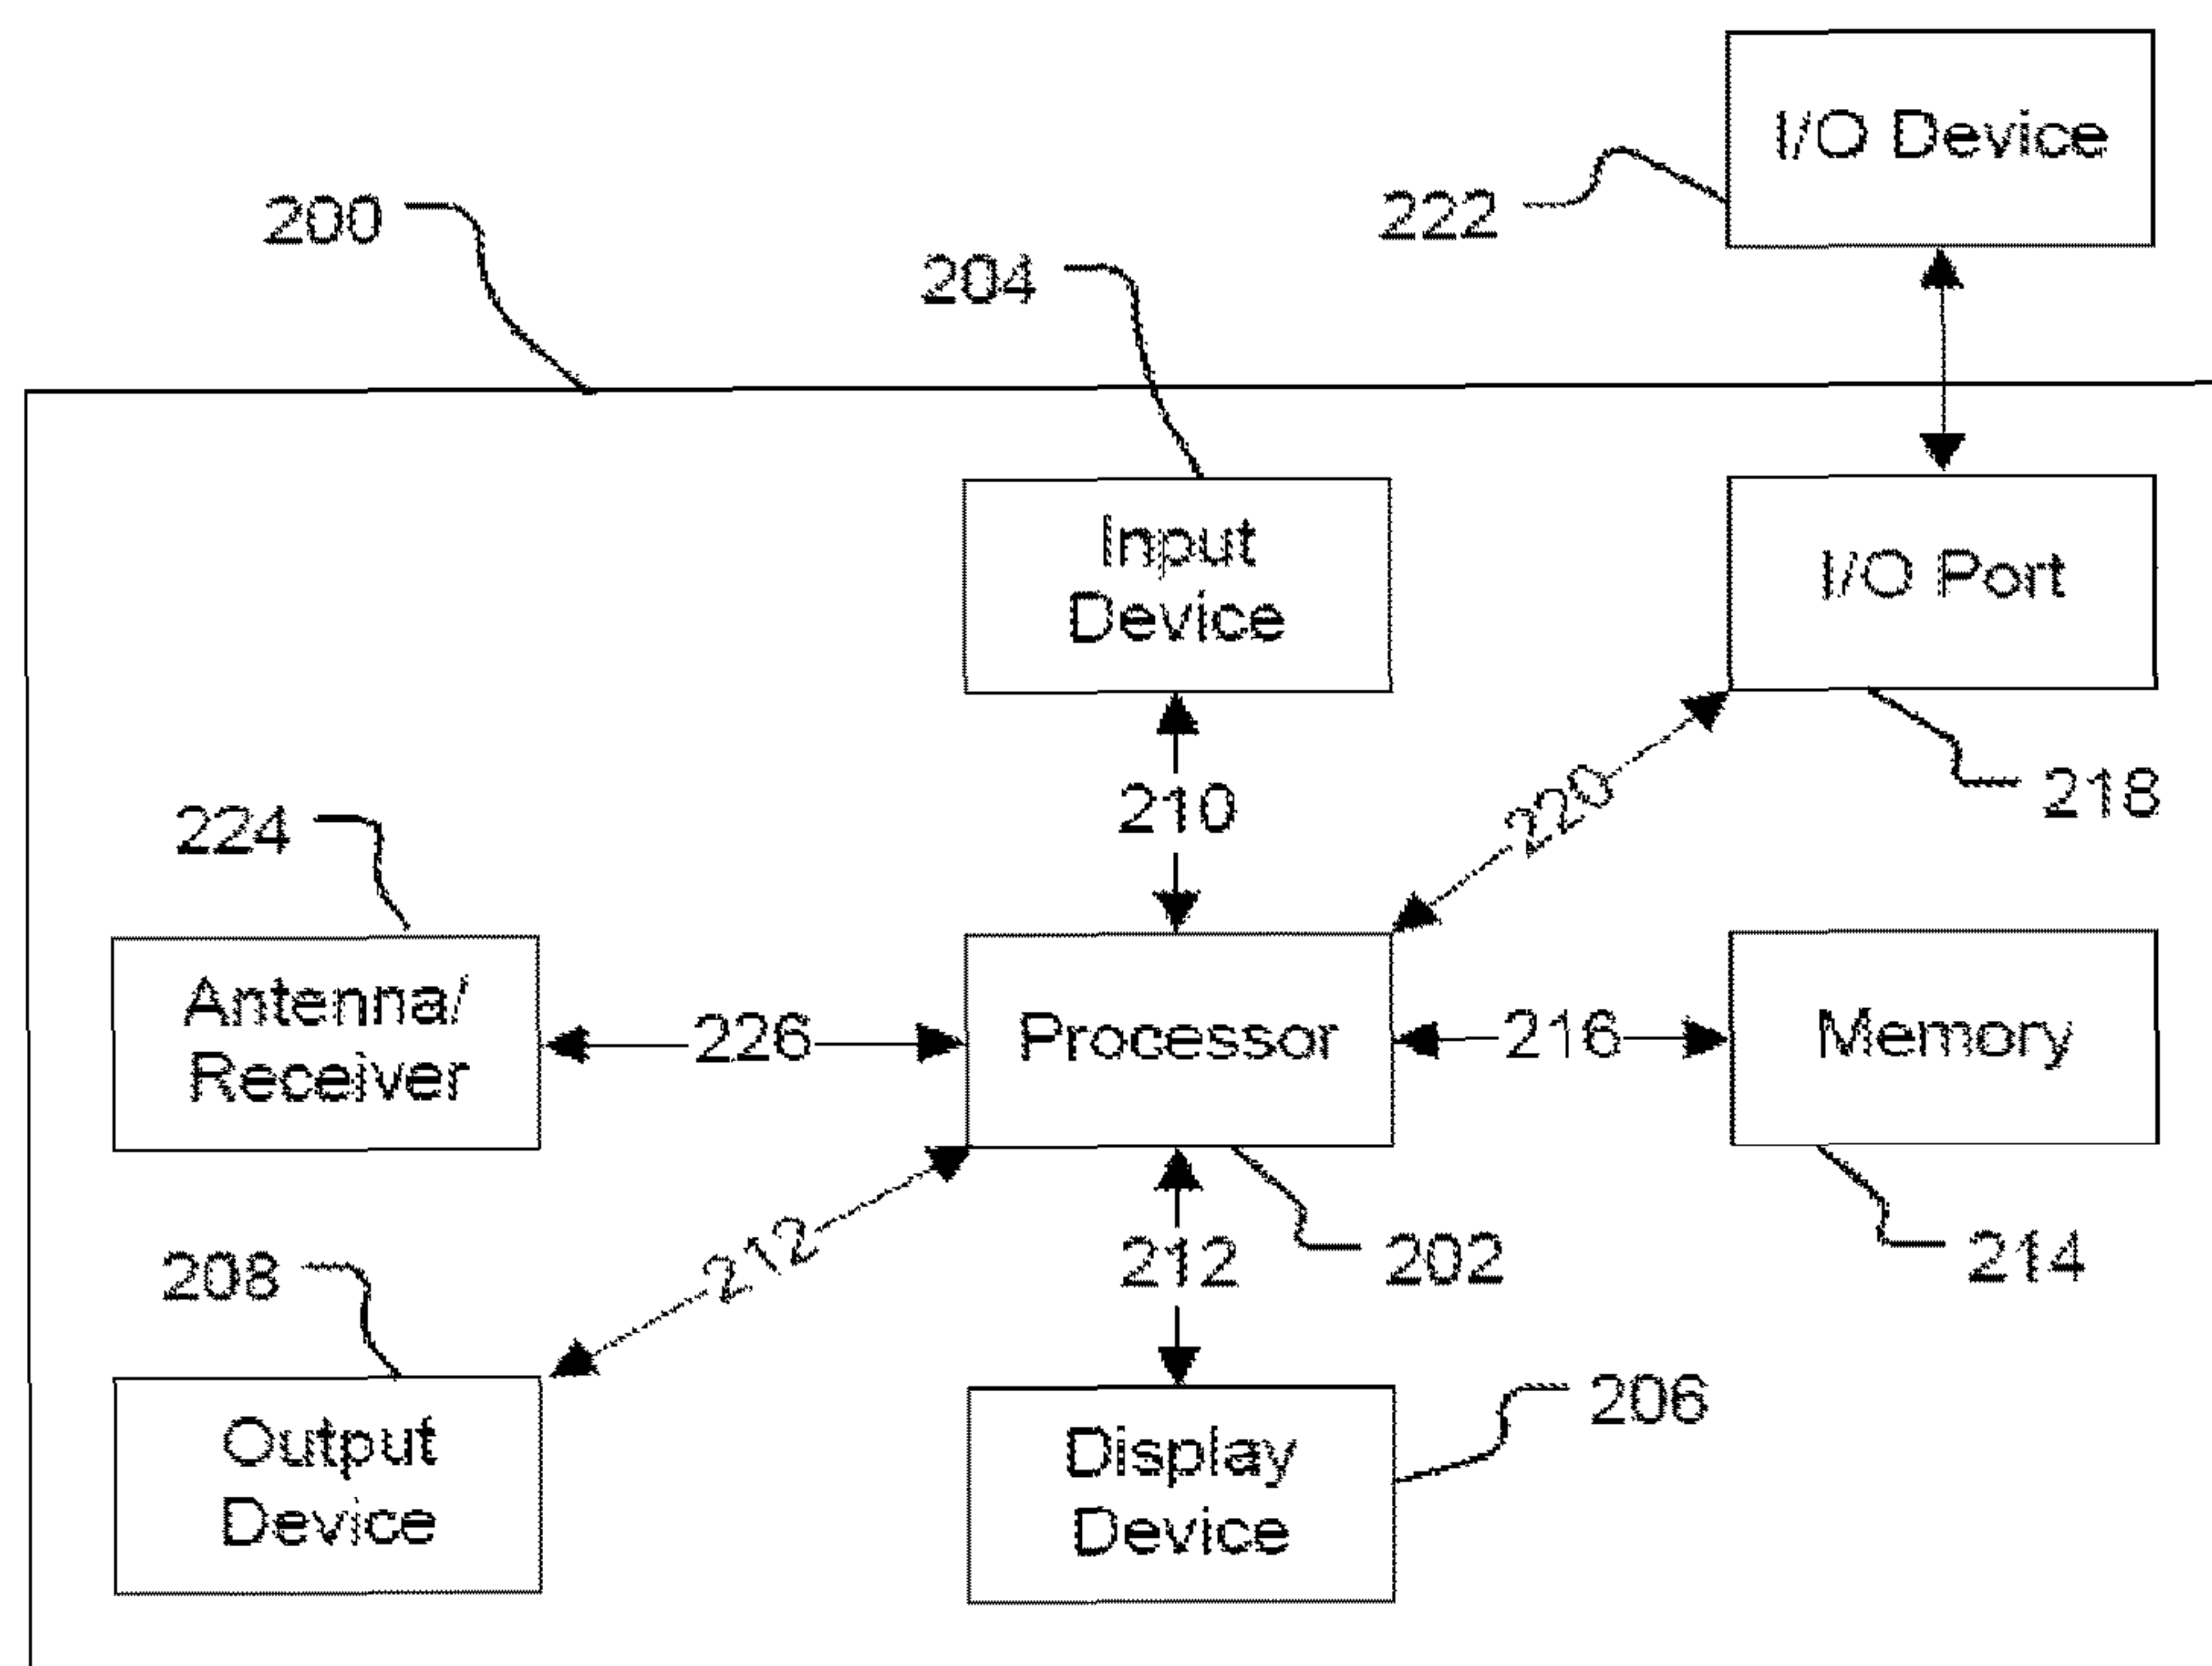 I/O Device
222
200
204
Input
Device
I/O Port
210
220
218
224
Antenna/
Receiver
226
Processor
216
Memory
212
212
202
214
208
Output
Device
Display
Device
206